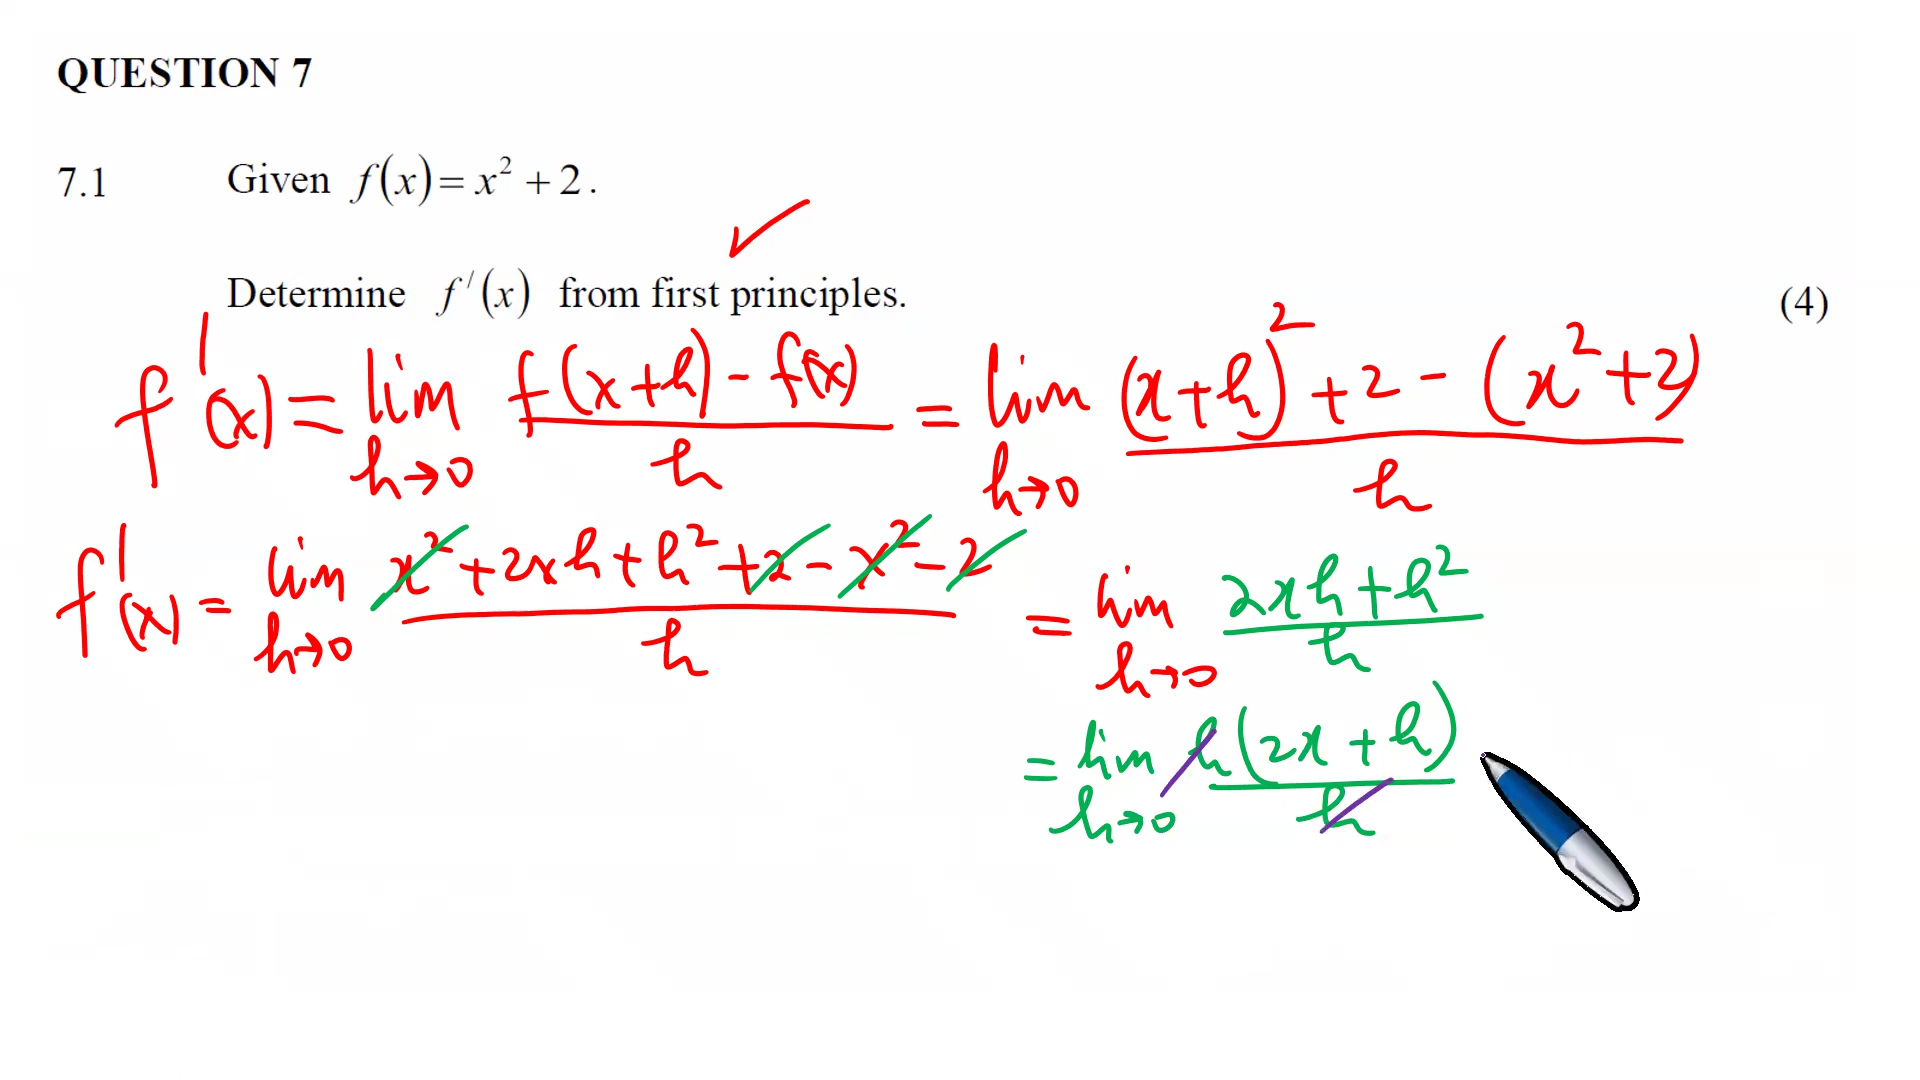 QUESTION 7
7.1 Given f(x) = x² + 2.
Determine f′(x) from first principles. (4)
f′(x) = lim h→0 (f(x+h) - f(x))/h = lim h→0 ((x+h)² + 2 - (x² + 2))/h
f′(x) = lim h→0 (x² + 2xh + h² + 2 - x² - 2)/h = lim h→0 (2xh + h²)/h
= lim h→0 h(2x + h)/h